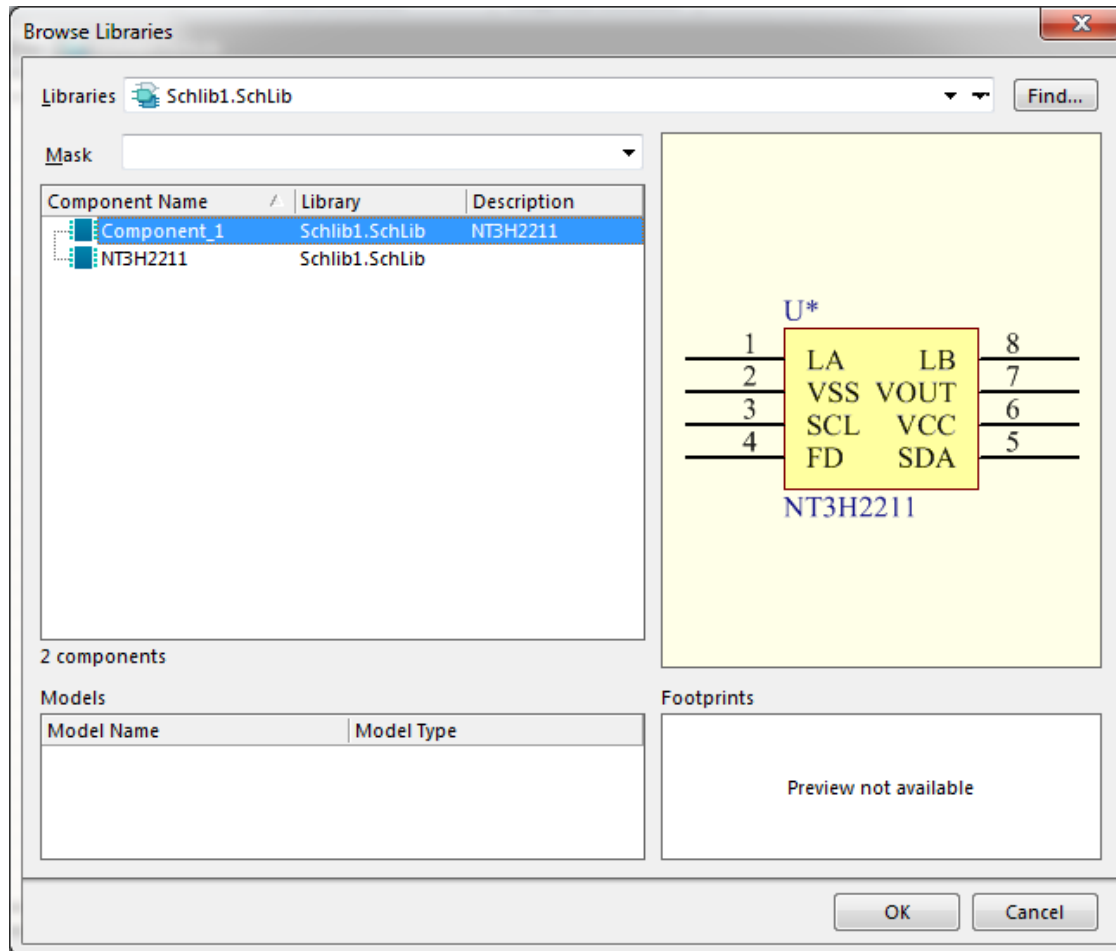 Browse Libraries
Libraries Schlib1.SchLib Find...
Mask
Component Name Library Description
Component_1 Schlib1.SchLib NT3H2211
NT3H2211 Schlib1.SchLib
2 components
U*
1 LA LB 8
2 VSS VOUT 7
3 SCL VCC 6
4 FD SDA 5
NT3H2211
Models
Model Name Model Type
Footprints
Preview not available
OK Cancel